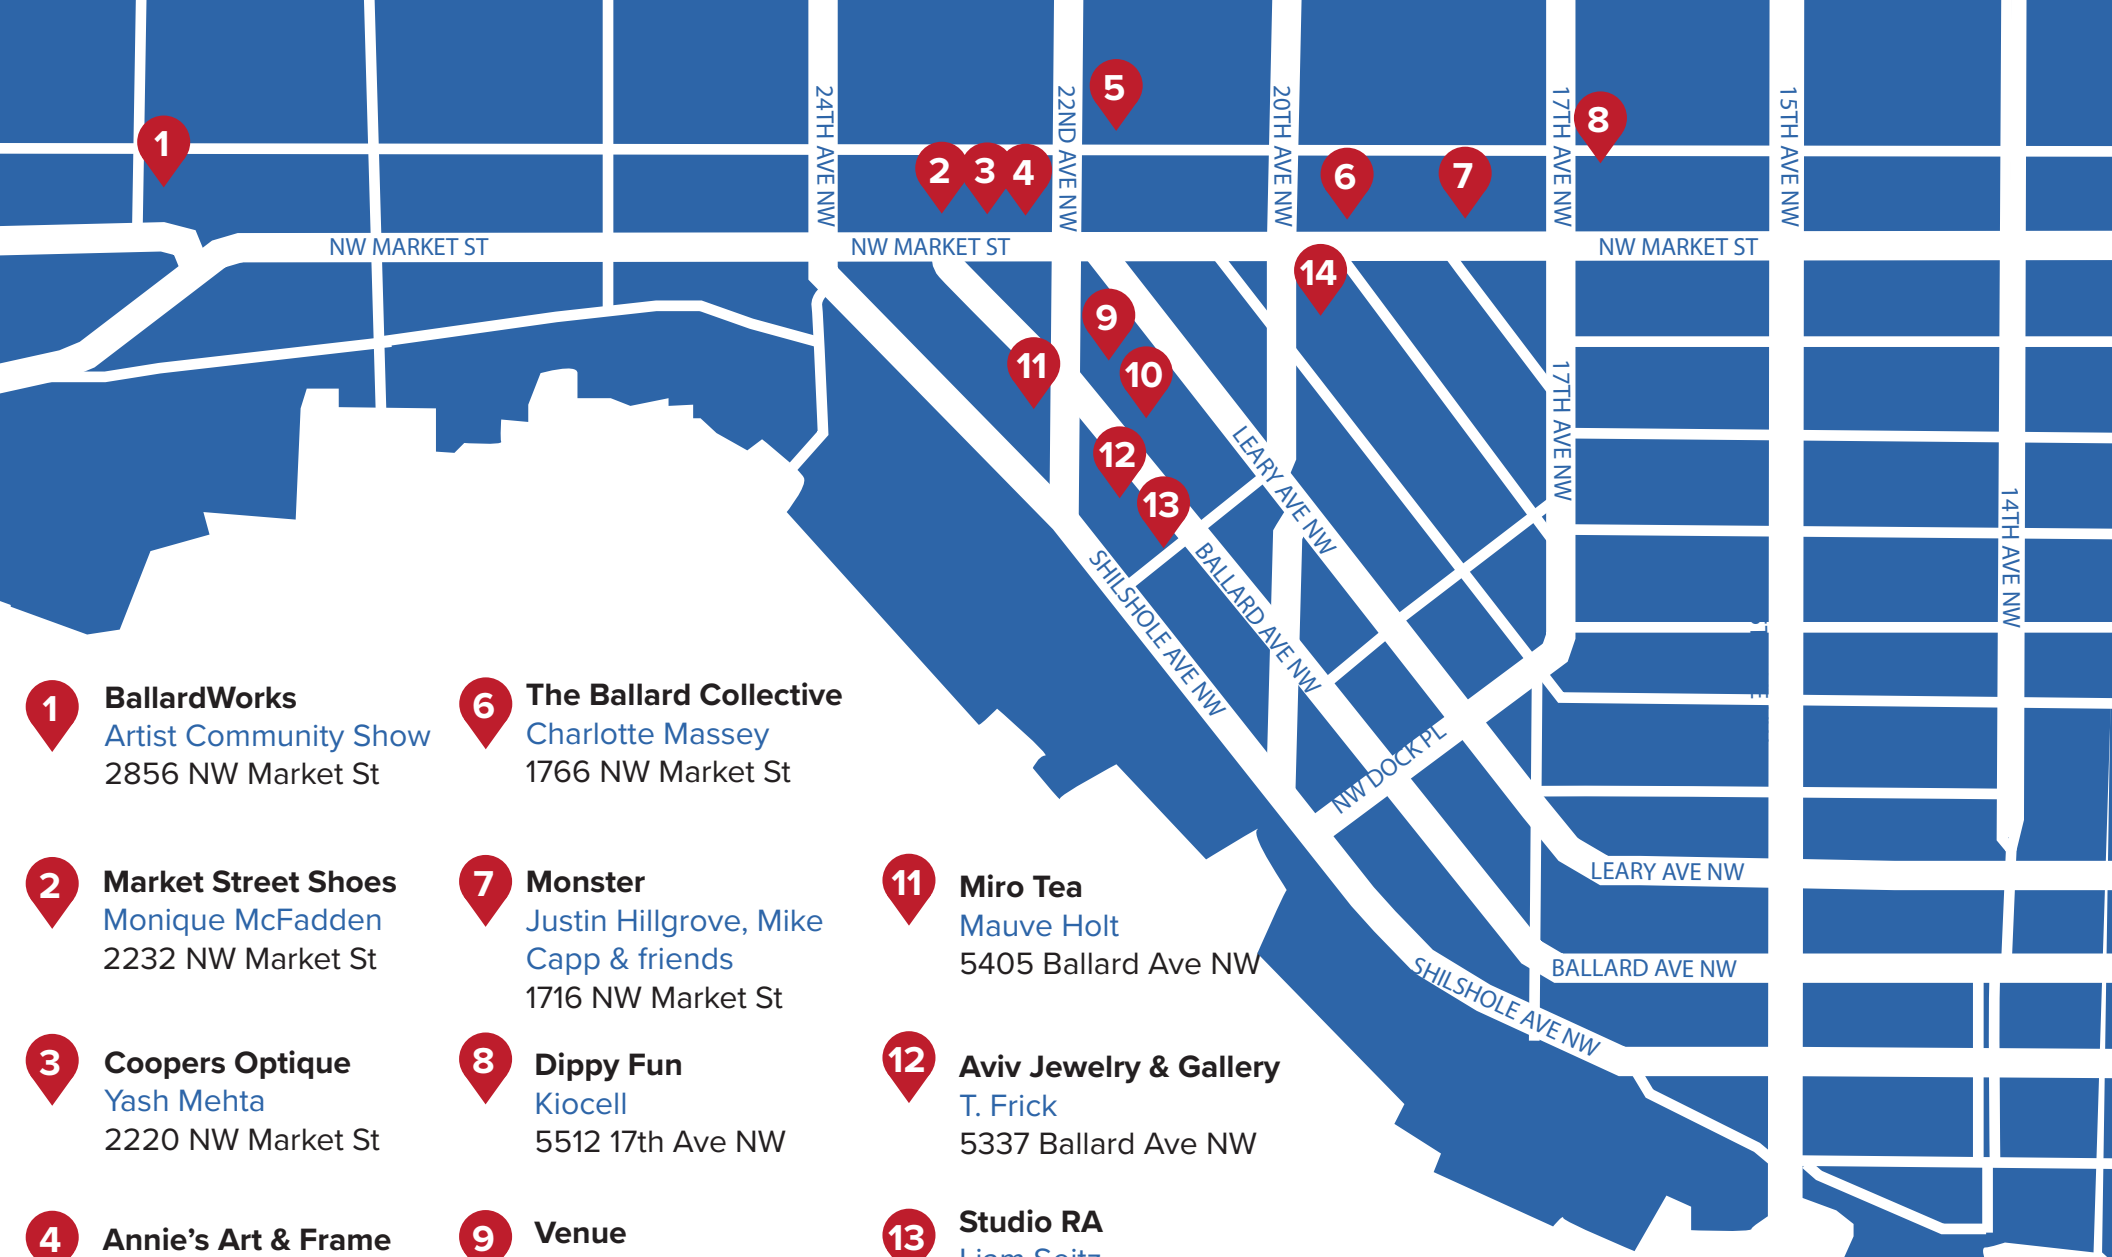 5
8
1
2
3
4
6
7
24TH AVE NW
22ND AVE NW
20TH AVE NW
17TH AVE NW
15TH AVE NW
NW MARKET ST
NW MARKET ST
NW MARKET ST
14
9
11
10
12
13
17TH AVE NW
14TH AVE NW
LEARY AVE NW
BALLARD AVE NW
SHILSHOLE AVE NW
NW DOCK PL
LEARY AVE NW
BALLARD AVE NW
SHILSHOLE AVE NW
1
BallardWorks
Artist Community Show
2856 NW Market St
2
Market Street Shoes
Monique McFadden
2232 NW Market St
3
Coopers Optique
Yash Mehta
2220 NW Market St
4
Annie's Art & Frame
6
The Ballard Collective
Charlotte Massey
1766 NW Market St
7
Monster
Justin Hillgrove, Mike
Capp & friends
1716 NW Market St
8
Dippy Fun
Kiocell
5512 17th Ave NW
9
Venue
11
Miro Tea
Mauve Holt
5405 Ballard Ave NW
12
Aviv Jewelry & Gallery
T. Frick
5337 Ballard Ave NW
13
Studio RA
Liam Seitz